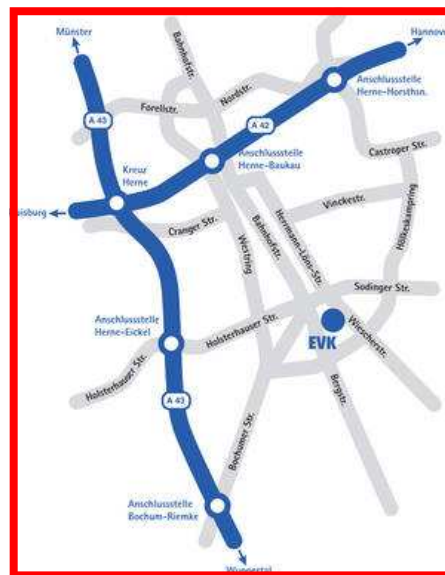 Münster
Hannov
Bahnhofstr.
Anschlussstelle
Herne-Horsthsn.
Nordstr.
Forellstr.
A 43
A 42
Castroper Str.
Anschlussstelle
Herne-Baukau
Kreuz
Herne
Vinckestr.
Hölkeskampring
uisburg
Cranger Str.
Westring
Bahnhofstr.
Herrmann-Löns-Str.
Sodinger Str.
Anschlussstelle
Herne-Eickel
Holsterhauser Str.
EVK
Wiescherstr.
Holsterhauser Str.
A 43
Bergstr.
Bochumer Str.
Anschlussstelle
Bochum-Riemke
Wuppertal